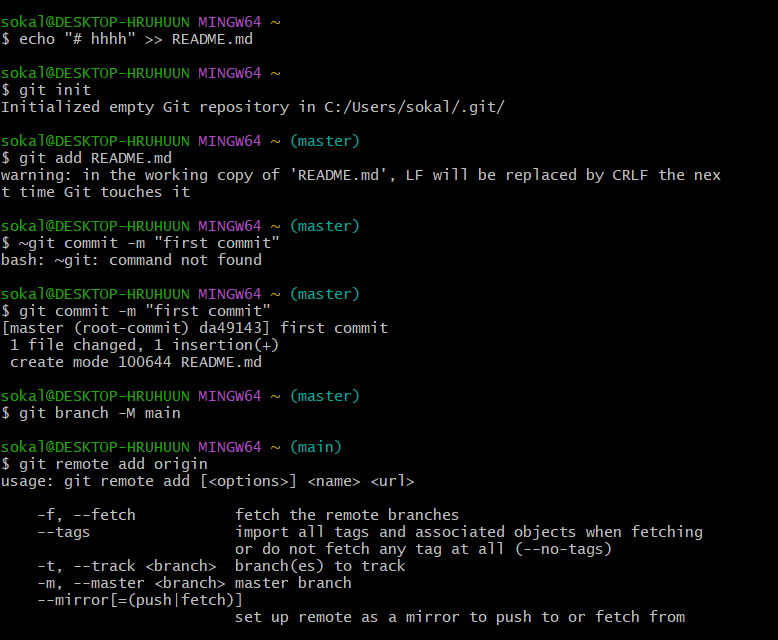 sokal@DESKTOP-HRUHUUN MINGW64 ~
$ echo "# hhhh" >> README.md
sokal@DESKTOP-HRUHUUN MINGW64 ~
$ git init
Initialized empty Git repository in C:/Users/sokal/.git/
sokal@DESKTOP-HRUHUUN MINGW64 ~ (master)
$ git add README.md
warning: in the working copy of 'README.md', LF will be replaced by CRLF the nex
t time Git touches it
sokal@DESKTOP-HRUHUUN MINGW64 ~ (master)
$ ~git commit -m "first commit"
bash: ~git: command not found
sokal@DESKTOP-HRUHUUN MINGW64 ~ (master)
$ git commit -m "first commit"
[master (root-commit) da49143] first commit
 1 file changed, 1 insertion(+)
 create mode 100644 README.md
sokal@DESKTOP-HRUHUUN MINGW64 ~ (master)
$ git branch -M main
sokal@DESKTOP-HRUHUUN MINGW64 ~ (main)
$ git remote add origin
usage: git remote add [<options>] <name> <url>
    -f, --fetch           fetch the remote branches
    --tags                import all tags and associated objects when fetching
                          or do not fetch any tag at all (--no-tags)
    -t, --track <branch>  branch(es) to track
    -m, --master <branch> master branch
    --mirror[=(push|fetch)]
                          set up remote as a mirror to push to or fetch from